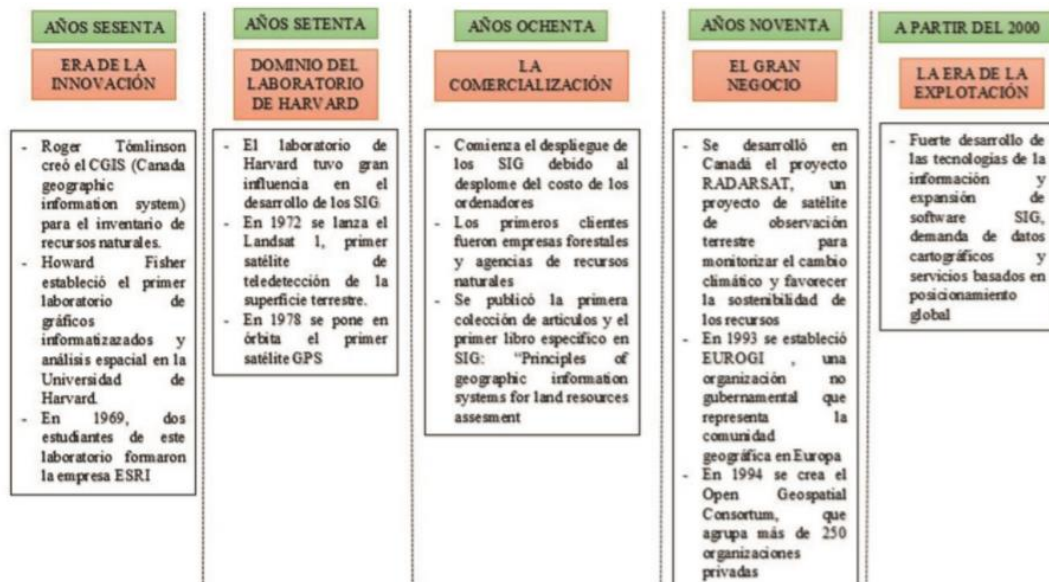 AÑOS SESENTA
ERA DE LA
INNOVACIÓN
- Roger Tómlinson
creó el CGIS (Canada
geographic
information system)
para el inventario de
recursos naturales.
- Howard Fisher
estableció el primer
laboratorio de
gráficos
informatizazados y
análisis espacial en la
Universidad de
Harvard.
- En 1969, dos
estudiantes de este
laboratorio formaron
la empresa ESRI
AÑOS SETENTA
DOMINIO DEL
LABORATORIO
DE HARVARD
- El laboratorio de
Harvard tuvo gran
influencia en el
desarrollo de los SIG
- En 1972 se lanza el
Landsat 1, primer
satélite de
teledetección de la
superficie terrestre.
- En 1978 se pone en
órbita el primer
satélite GPS
AÑOS OCHENTA
LA
COMERCIALIZACIÓN
- Comienza el despliegue de
los SIG debido al
desplome del costo de los
ordenadores
- Los primeros clientes
fueron empresas forestales
y agencias de recursos
naturales
- Se publicó la primera
colección de artículos y el
primer libro específico en
SIG: "Principles of
geographic information
systems for land resources
assesment
AÑOS NOVENTA
EL GRAN
NEGOCIO
- Se desarrolló en
Canadá el proyecto
RADARSAT, un
proyecto de satélite
de observación
terrestre para
monitorizar el cambio
climático y favorecer
la sostenibilidad de
los recursos
- En 1993 se estableció
EUROGI , una
organización no
gubernamental que
representa la
comunidad
geográfica en Europa
- En 1994 se crea el
Open Geospatial
Consortum, que
agrupa más de 250
organizaciones
privadas
A PARTIR DEL 2000
LA ERA DE LA
EXPLOTACIÓN
- Fuerte desarrollo de
las tecnologías de la
información y
expansión de
software SIG,
demanda de datos
cartográficos y
servicios basados en
posicionamiento
global